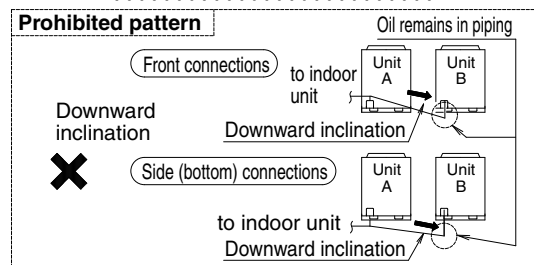 Prohibited pattern
Oil remains in piping
Front connections
to indoor
unit
Unit
A
Unit
B
Downward inclination
Downward
inclination
Side (bottom) connections
Unit
A
Unit
B
to indoor unit
Downward inclination